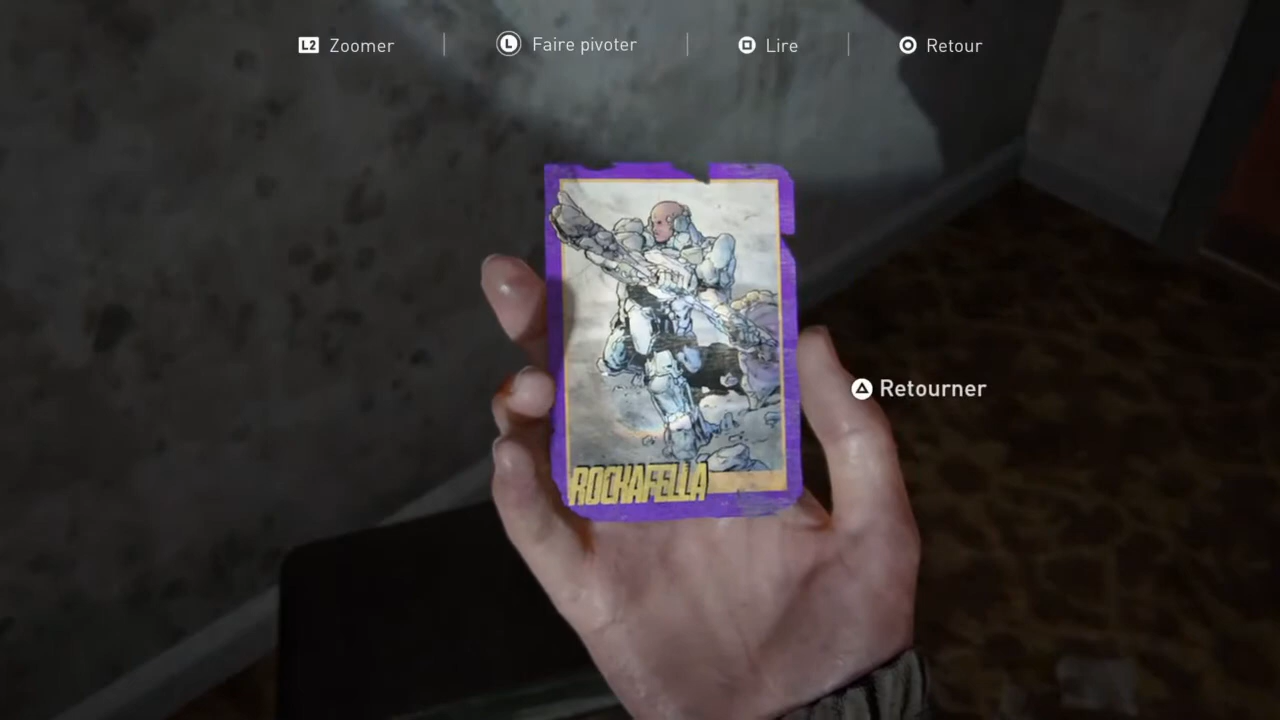 L2 Zoomer
L Faire pivoter
Lire
Retour
Retourner
ROCKAFELLA